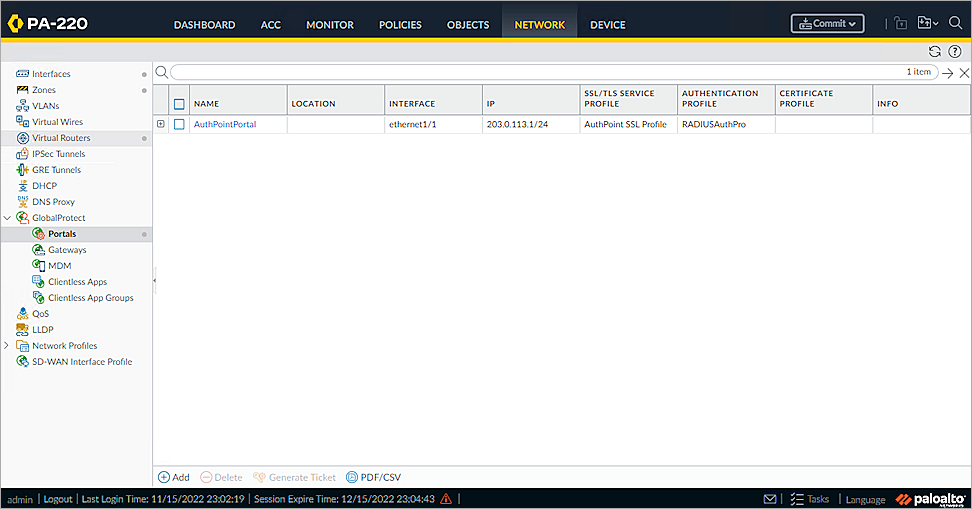 PA-220
DASHBOARD ACC MONITOR POLICIES OBJECTS NETWORK DEVICE Commit
1 item
Interfaces
Zones
VLANs
Virtual Wires
Virtual Routers
IPSec Tunnels
GRE Tunnels
DHCP
DNS Proxy
GlobalProtect
Portals
Gateways
MDM
Clientless Apps
Clientless App Groups
QoS
LLDP
Network Profiles
SD-WAN Interface Profile
NAME LOCATION INTERFACE IP SSL/TLS SERVICE PROFILE AUTHENTICATION PROFILE CERTIFICATE PROFILE INFO
AuthPointPortal ethernet1/1 203.0.113.1/24 AuthPoint SSL Profile RADIUSAuthPro
Add Delete Generate Ticket PDF/CSV
admin | Logout | Last Login Time: 11/15/2022 23:02:19 | Session Expire Time: 12/15/2022 23:04:43 | Tasks | Language paloalto NETWORKS